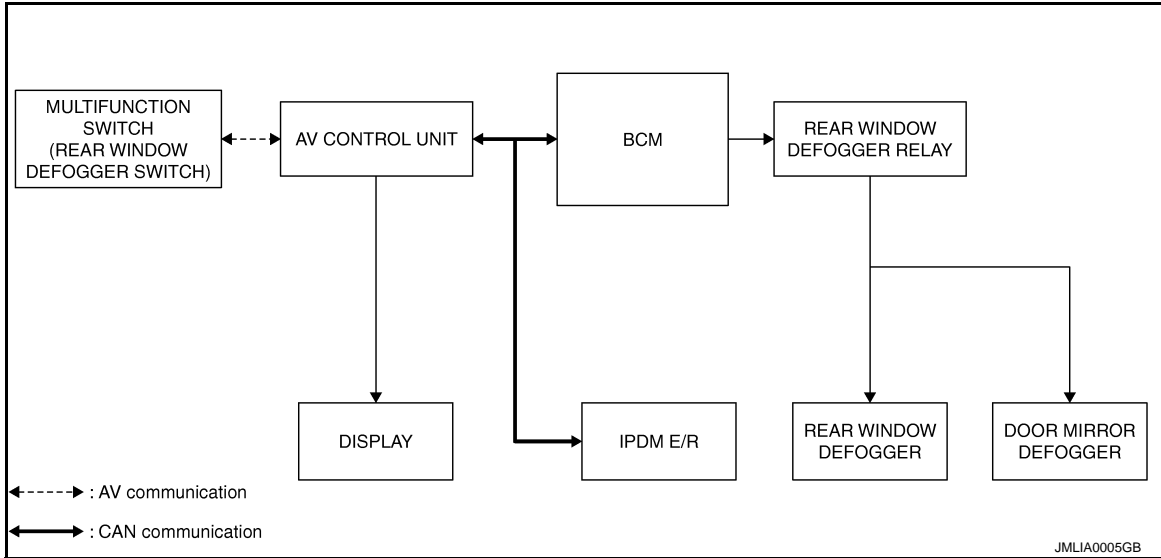 MULTIFUNCTION
SWITCH
(REAR WINDOW
DEFOGGER SWITCH)
AV CONTROL UNIT
BCM
REAR WINDOW
DEFOGGER RELAY
DISPLAY
IPDM E/R
REAR WINDOW
DEFOGGER
DOOR MIRROR
DEFOGGER
: AV communication
: CAN communication
JMLIA0005GB